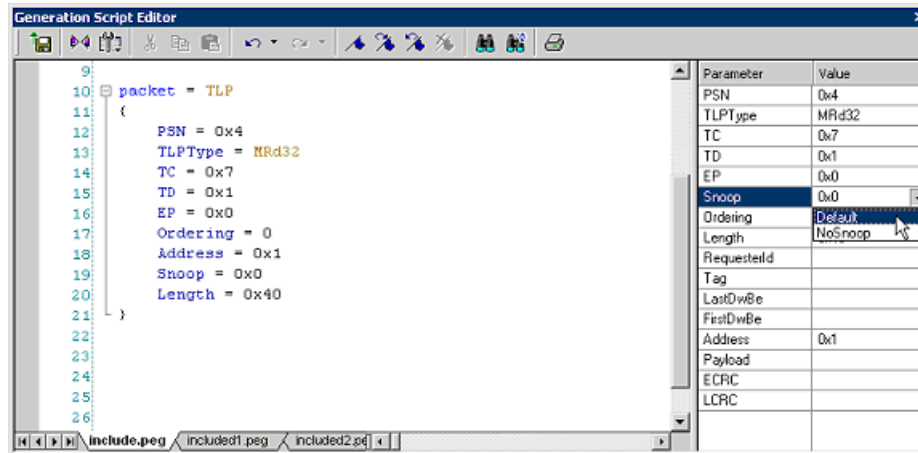 Generation Script Editor
9
10 packet = TLP
11 {
12 PSN = 0x4
13 TLPType = MRd32
14 TC = 0x7
15 TD = 0x1
16 EP = 0x0
17 Ordering = 0
18 Address = 0x1
19 Snoop = 0x0
20 Length = 0x40
21 }
22
23
24
25
26
include.peg included1.peg included2.pe
Parameter Value
PSN 0x4
TLPType MRd32
TC 0x7
TD 0x1
EP 0x0
Snoop 0x0
Ordering Default
NoSnoop
Length
RequesterId
Tag
LastDwBe
FirstDwBe
Address 0x1
Payload
ECRC
LCRC